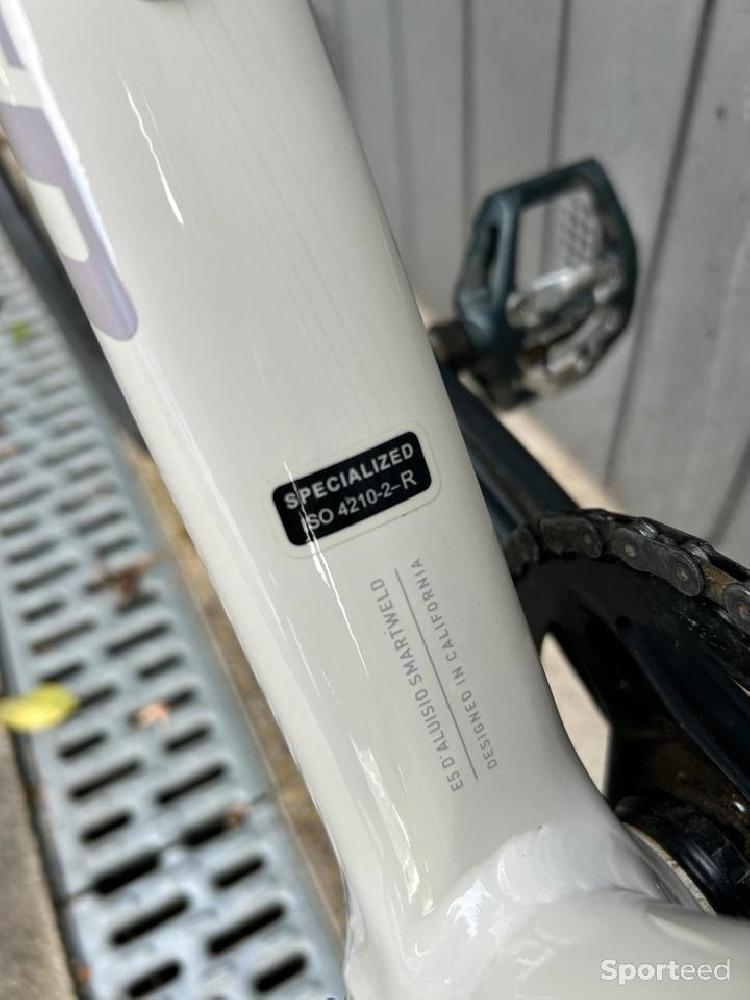 SPECIALIZED
ISO 4210-2-R
E5 D'ALUISIO SMARTWELD
DESIGNED IN CALIFORNIA
Sporteed